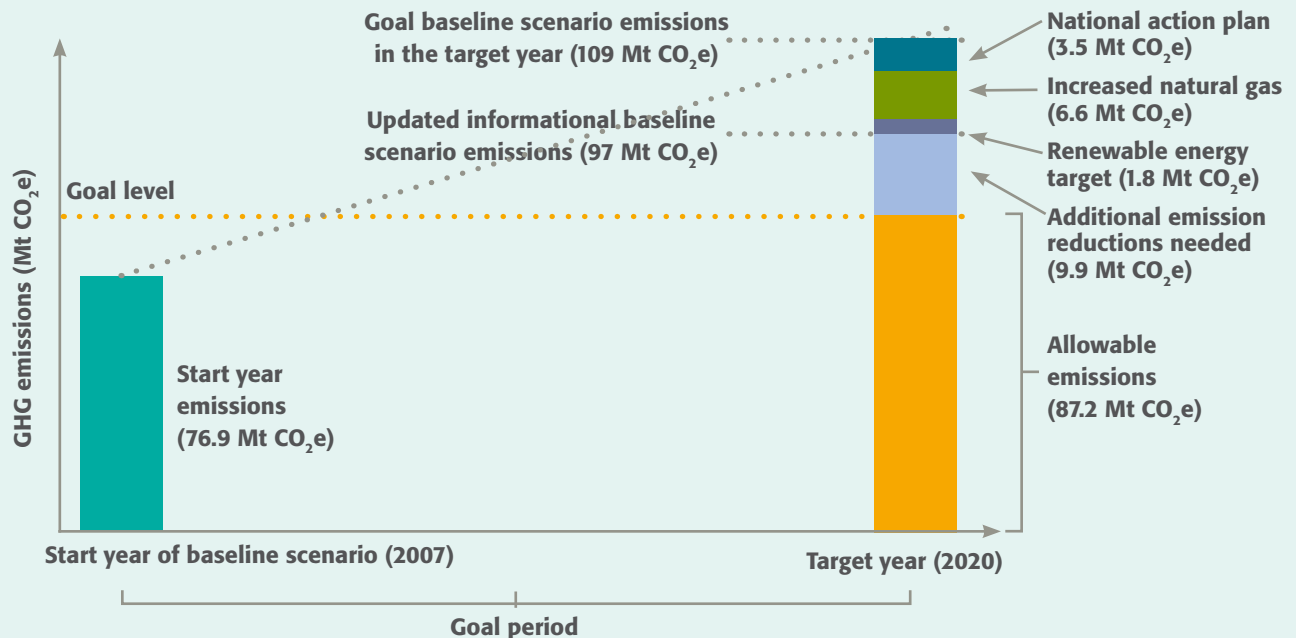 Goal baseline scenario emissions
in the target year (109 Mt CO₂e)
National action plan
(3.5 Mt CO₂e)
Increased natural gas
(6.6 Mt CO₂e)
Updated informational baseline
scenario emissions (97 Mt CO₂e)
Renewable energy
target (1.8 Mt CO₂e)
Goal level
Additional emission
reductions needed
(9.9 Mt CO₂e)
GHG emissions (Mt CO₂e)
Start year
emissions
(76.9 Mt CO₂e)
Allowable
emissions
(87.2 Mt CO₂e)
Start year of baseline scenario (2007)
Target year (2020)
Goal period